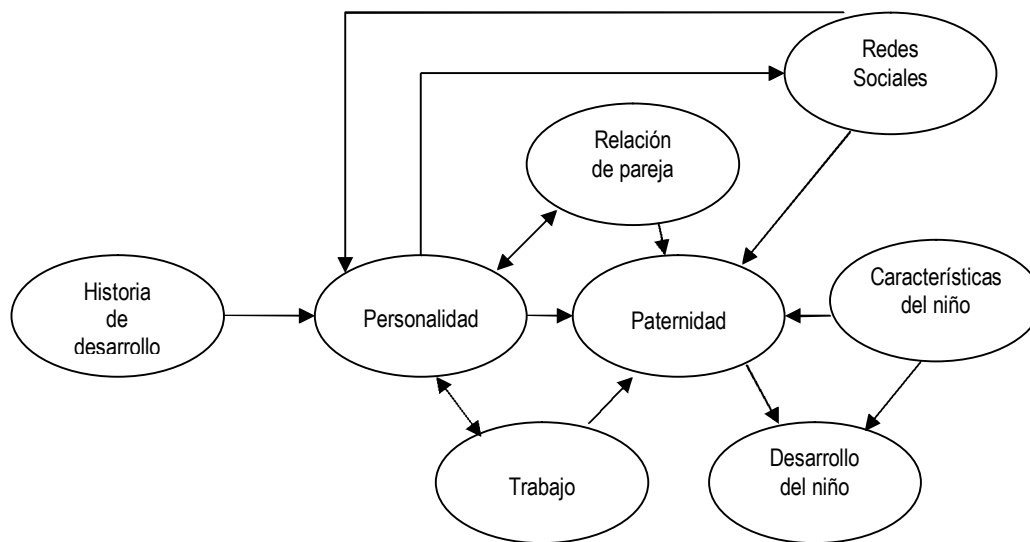 Redes
Sociales
Relación
de pareja
Historia
de
desarrollo
Personalidad
Paternidad
Características
del niño
Trabajo
Desarrollo
del niño